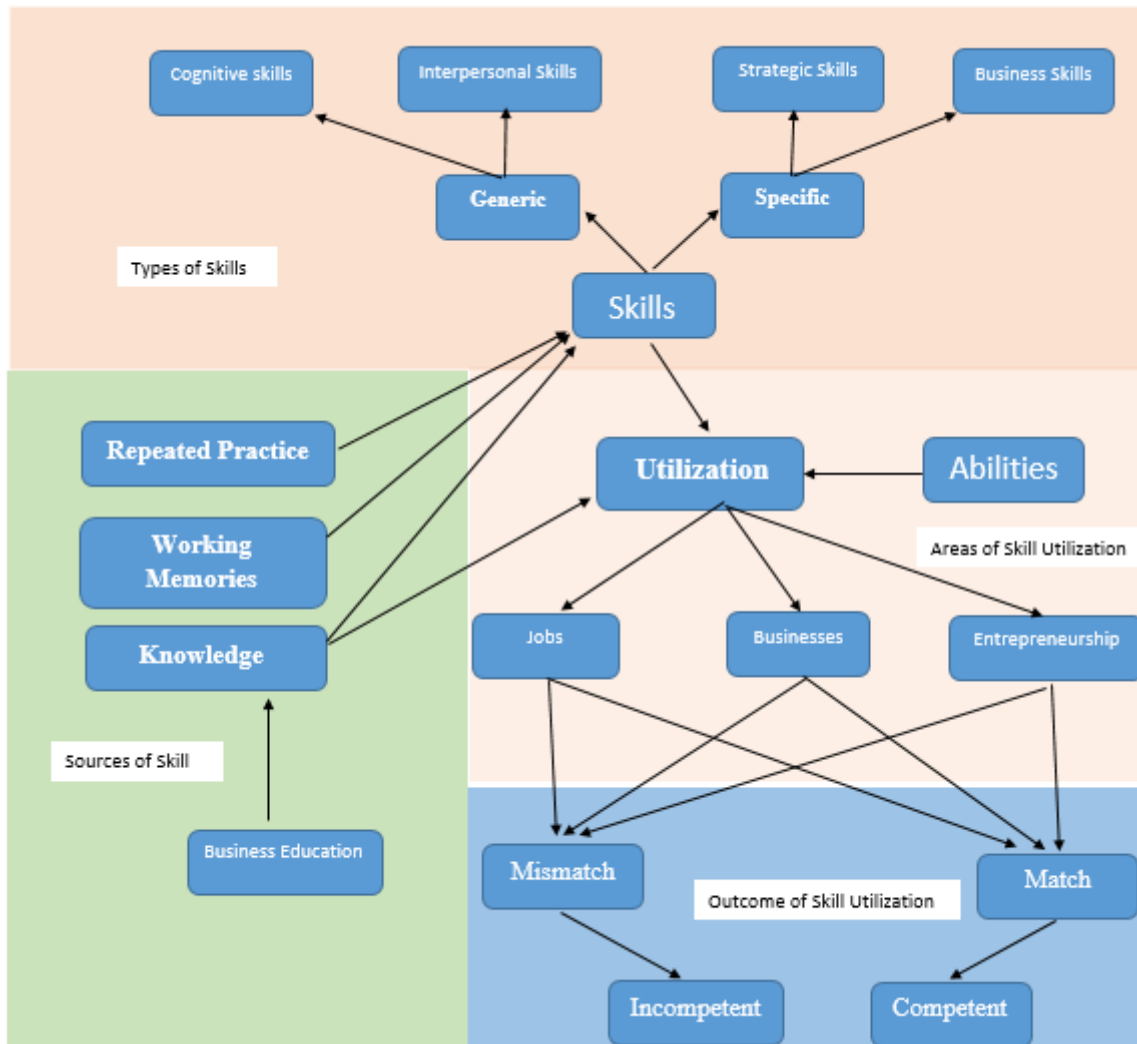 Cognitive skills
Interpersonal Skills
Strategic Skills
Business Skills
Generic
Specific
Types of Skills
Skills
Repeated Practice
Utilization
Abilities
Working
Memories
Areas of Skill Utilization
Knowledge
Jobs
Businesses
Entrepreneurship
Sources of Skill
Business Education
Mismatch
Match
Outcome of Skill Utilization
Incompetent
Competent